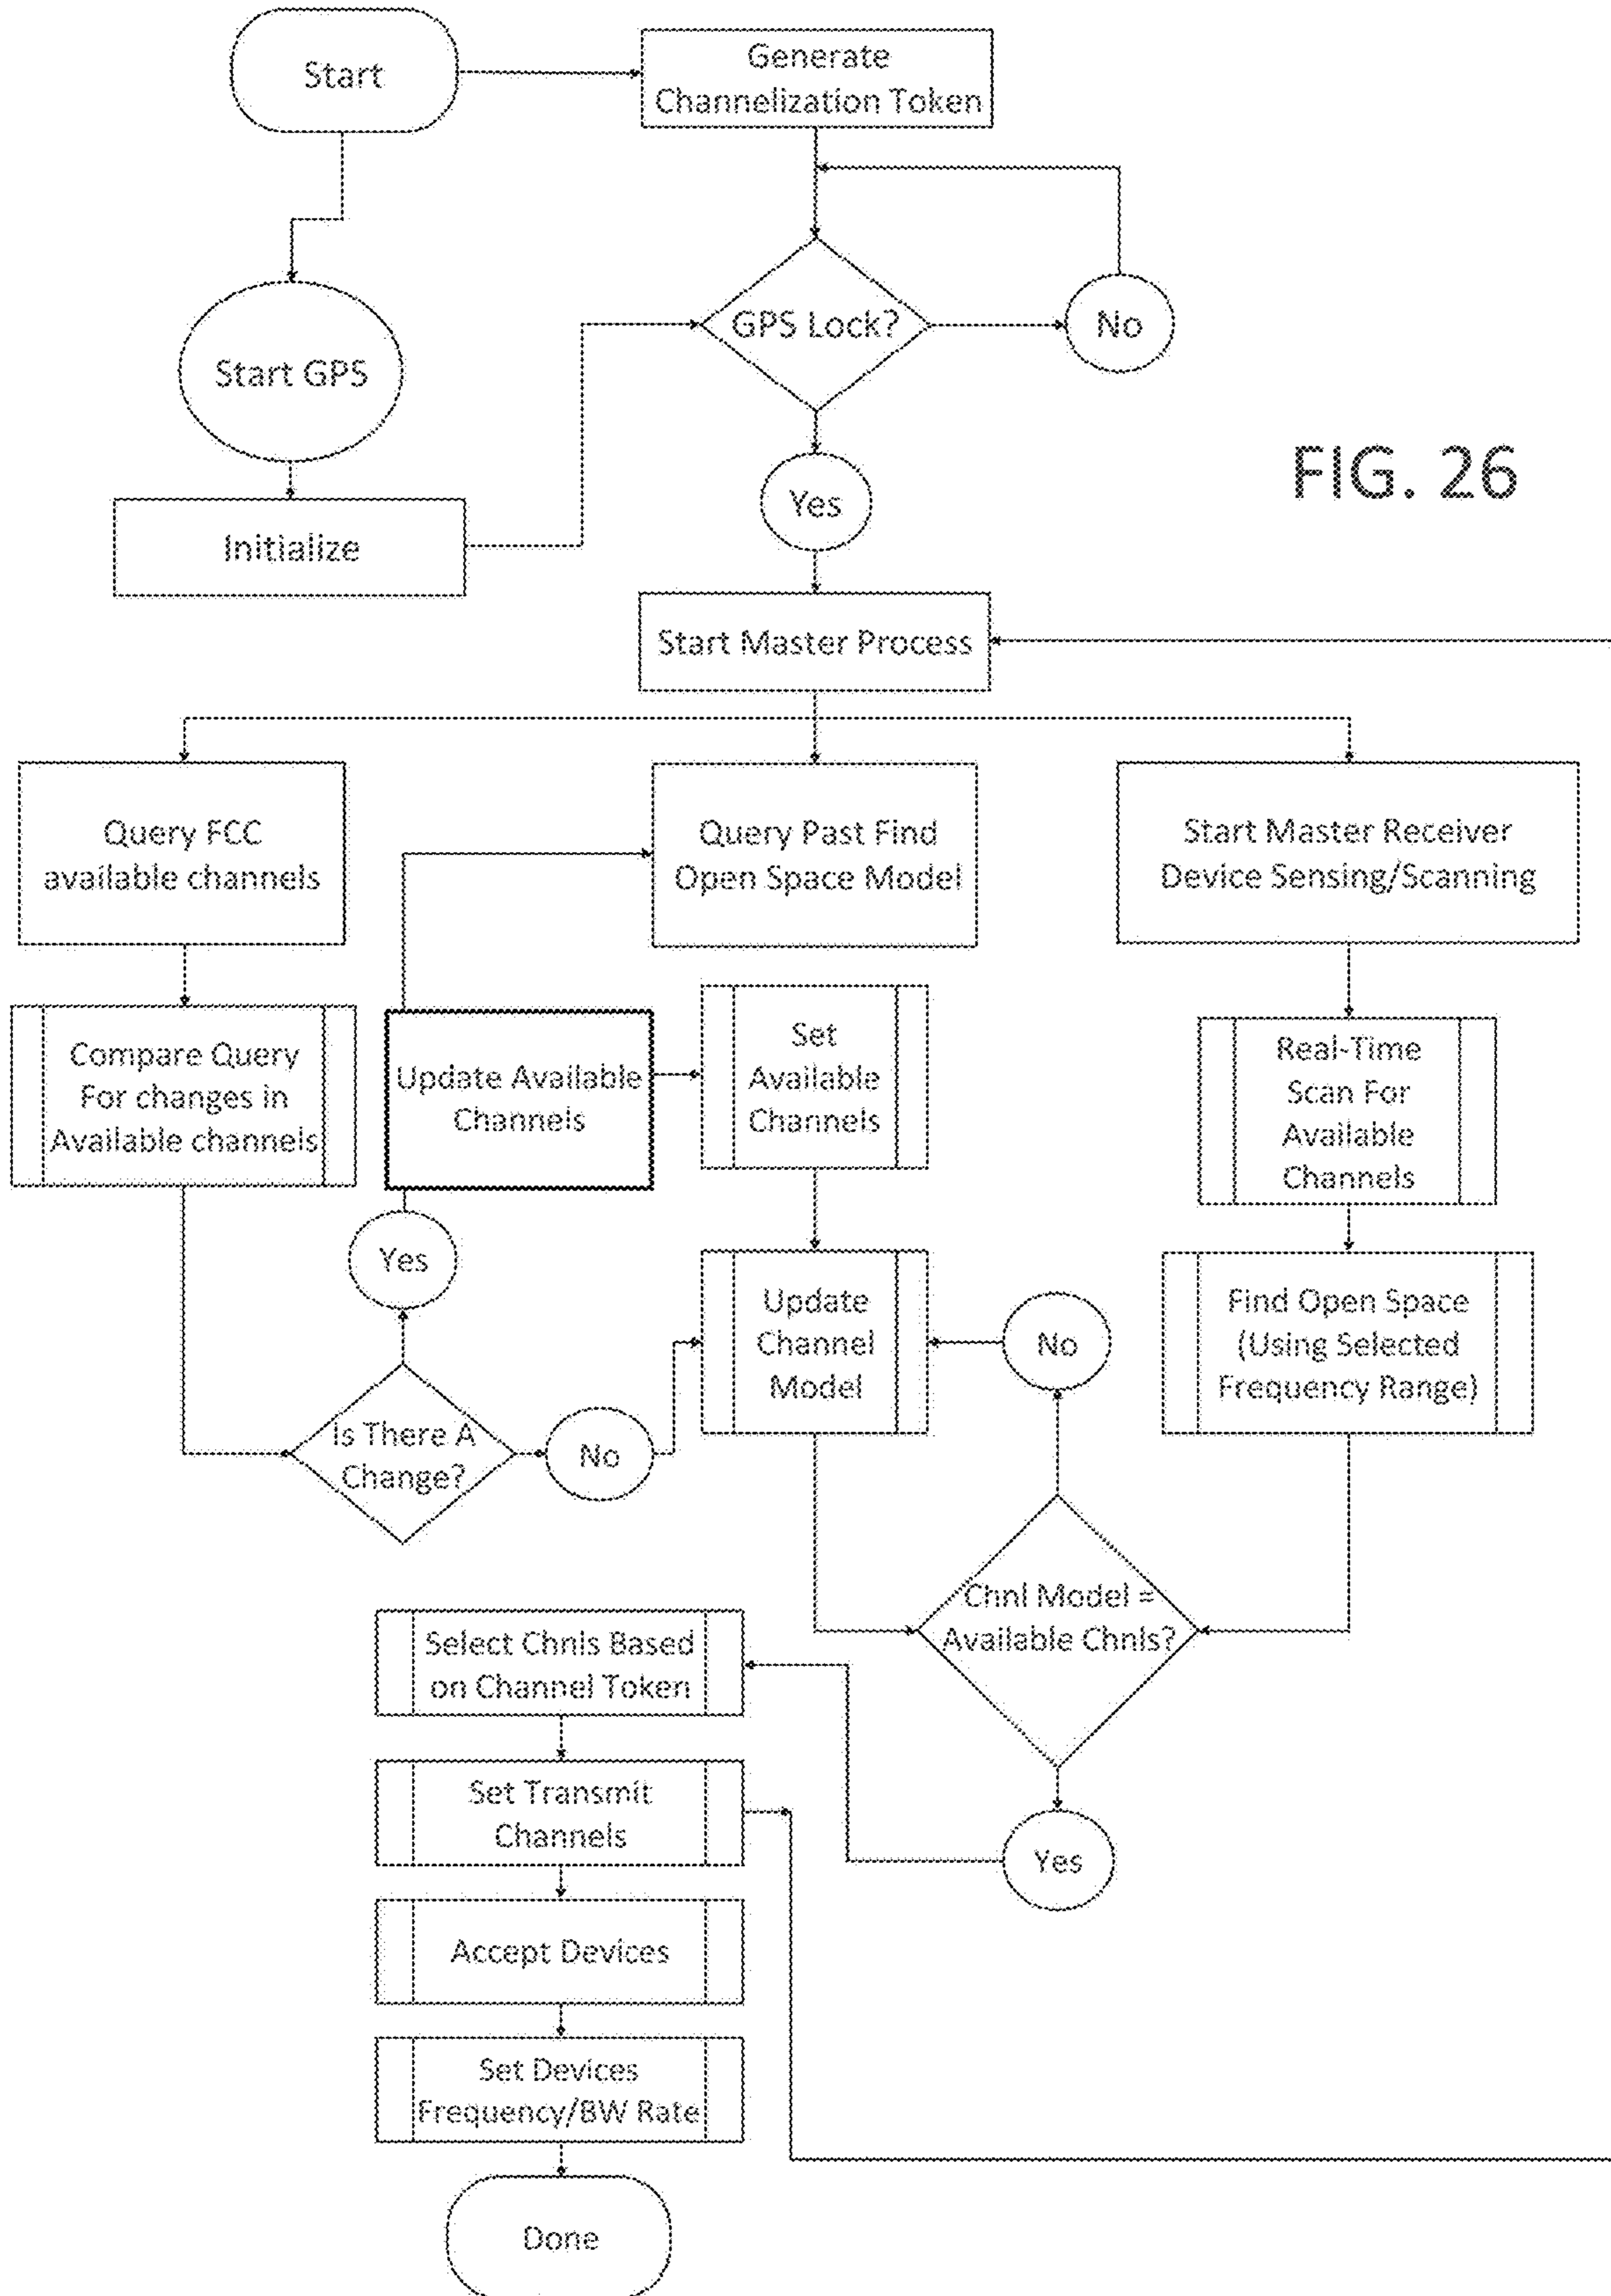 Start
Generate
Channelization Token
GPS Lock?
No
Start GPS
FIG. 26
Yes
Initialize
Start Master Process
Query FCC
available channels
Query Past Find
Open Space Model
Start Master Receiver
Device Sensing/Scanning
Compare Query
For changes in
Available channels
Update Available
Channels
Set
Available
Channels
Real-Time
Scan For
Available
Channels
Yes
Update
Channel
Model
No
Find Open Space
(Using Selected
Frequency Range)
Is There A
Change?
No
Chnl Model =
Available Chnls?
Select Chnls Based
on Channel Token
Set Transmit
Channels
Yes
Accept Devices
Set Devices
Frequency/BW Rate
Done